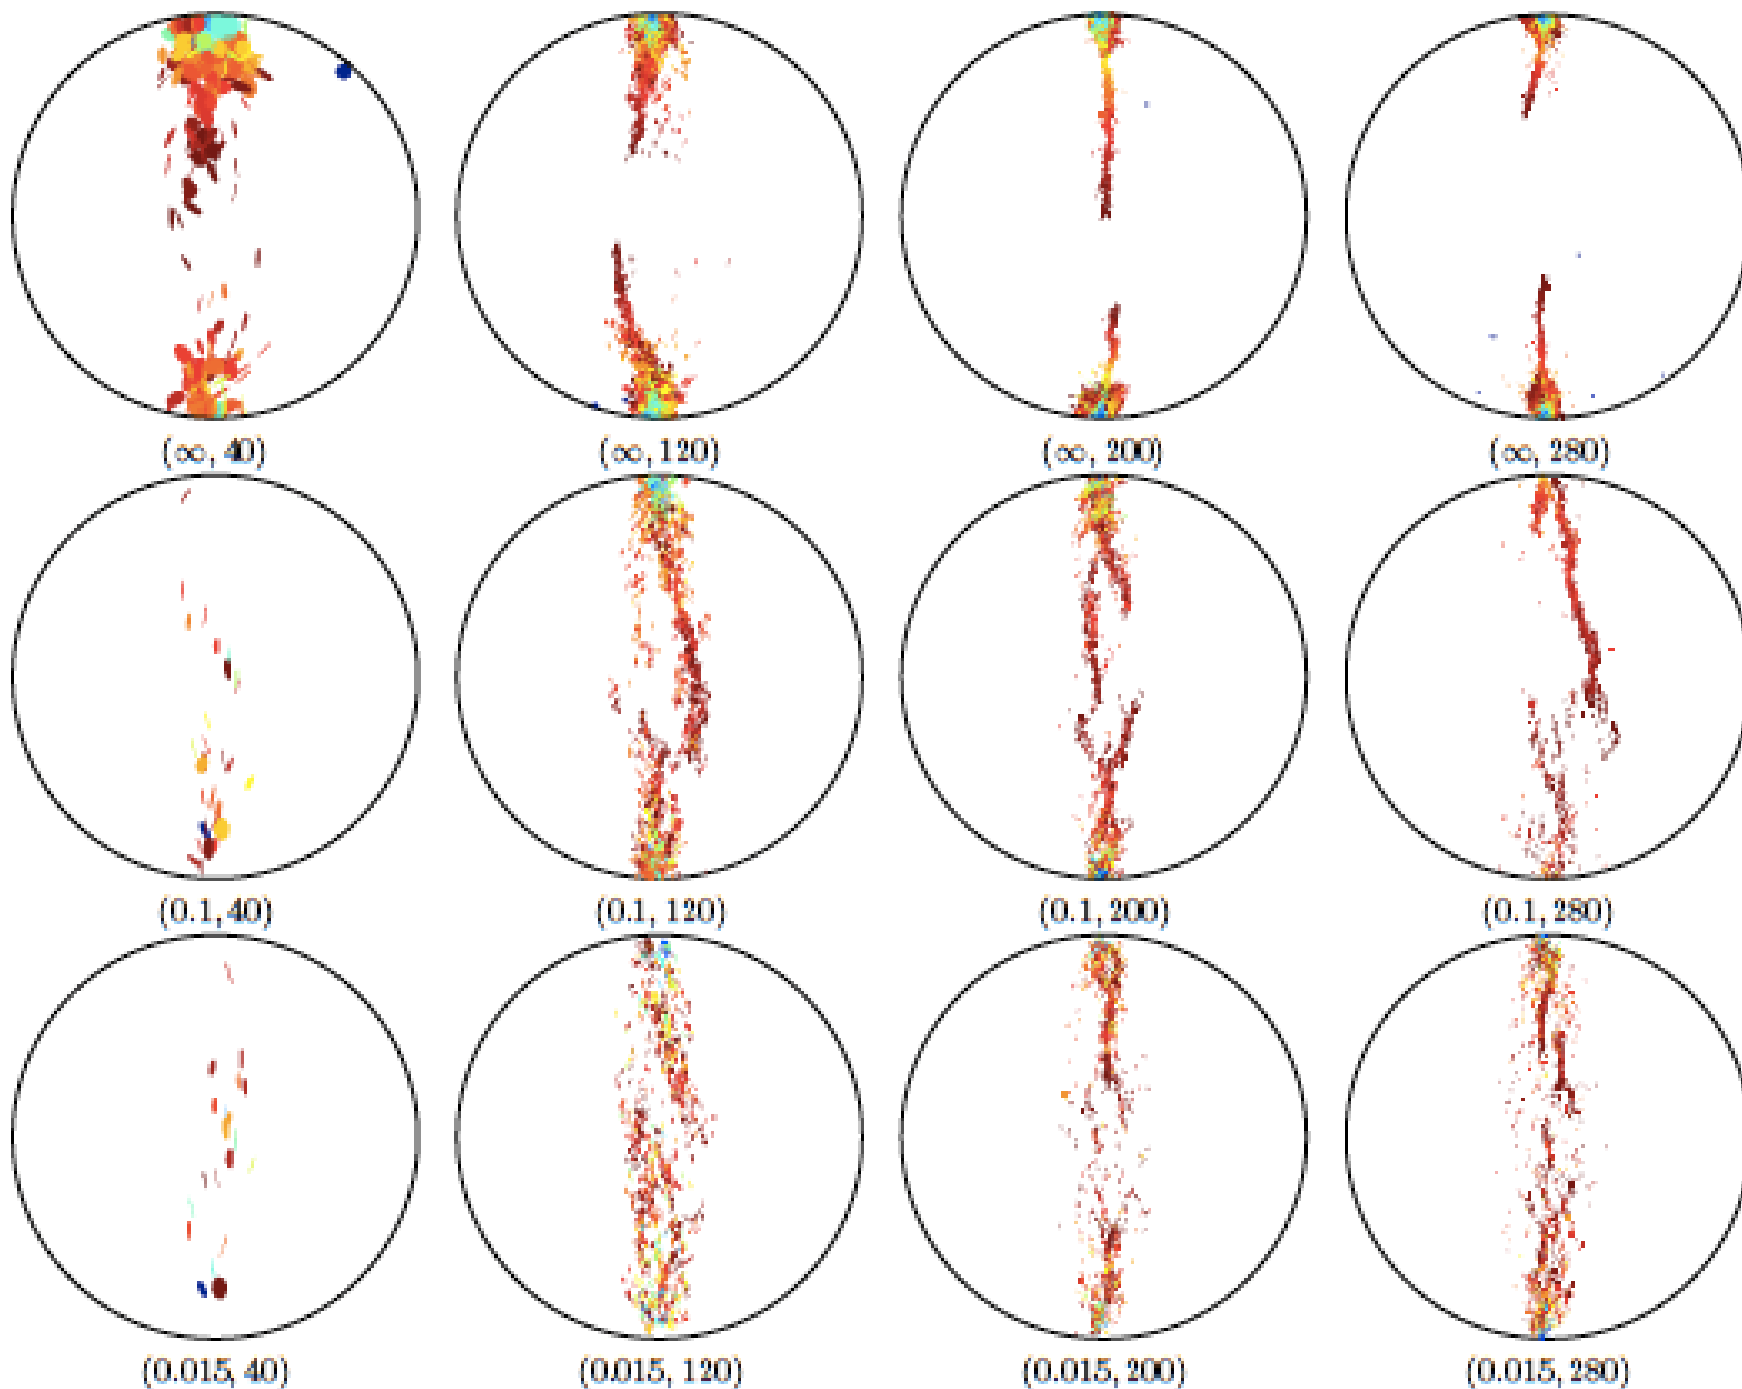 (∞, 40) (∞, 120) (∞, 200) (∞, 280)
(0.1, 40) (0.1, 120) (0.1, 200) (0.1, 280)
(0.015, 40) (0.015, 120) (0.015, 200) (0.015, 280)